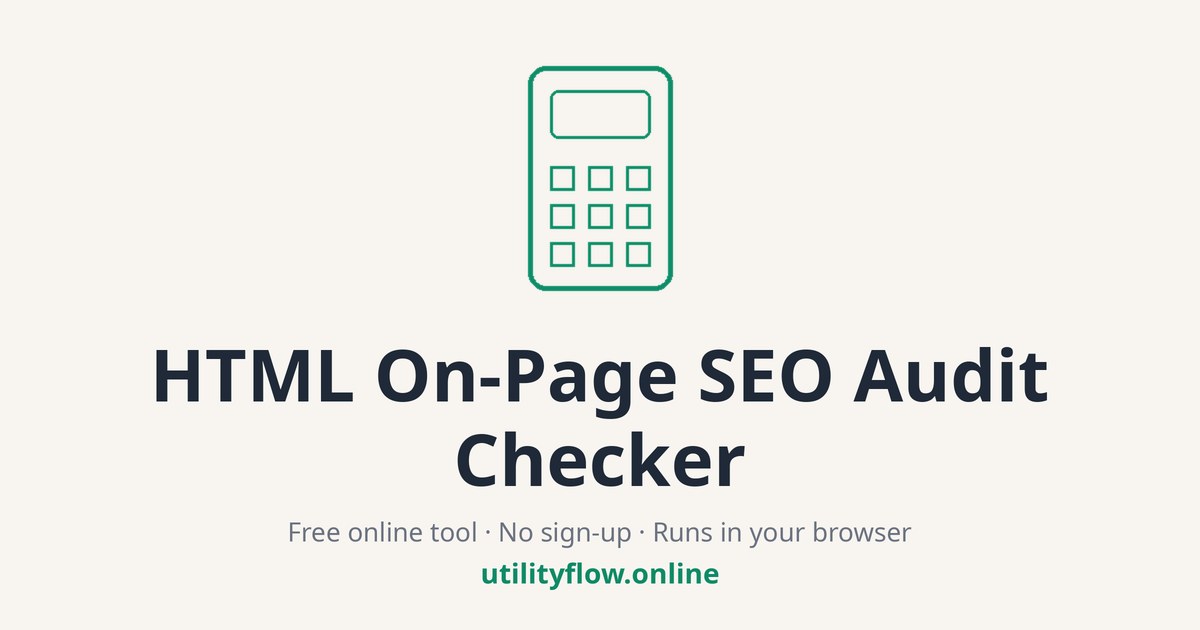 HTML On-Page SEO Audit
Checker
Free online tool · No sign-up · Runs in your browser
utilityflow.online